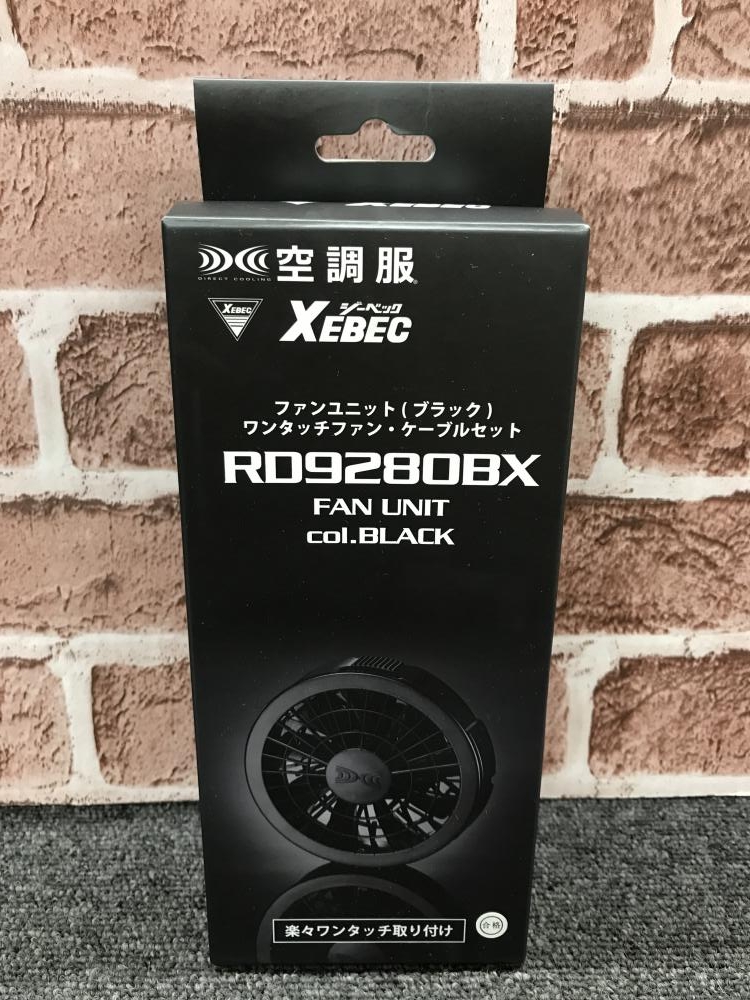 XEBEC
空調服®
DIRECT COOLING
XEBEC
ジーベック
XEBEC
ファンユニット(ブラック)
ワンタッチファン・ケーブルセット
RD9280BX
FAN UNIT
col.BLACK
楽々ワンタッチ取り付け
合格